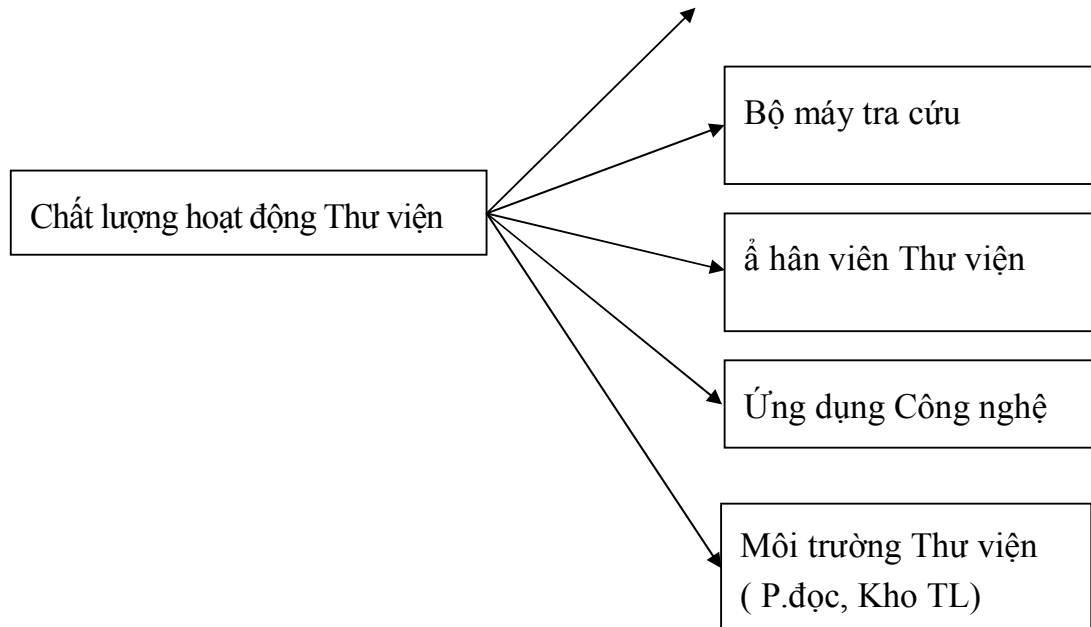 Bộ máy tra cứu
Chất lượng hoạt động Thư viện
ẩ hân viên Thư viện
Ứng dụng Công nghệ
Môi trường Thư viện
( P.đọc, Kho TL)